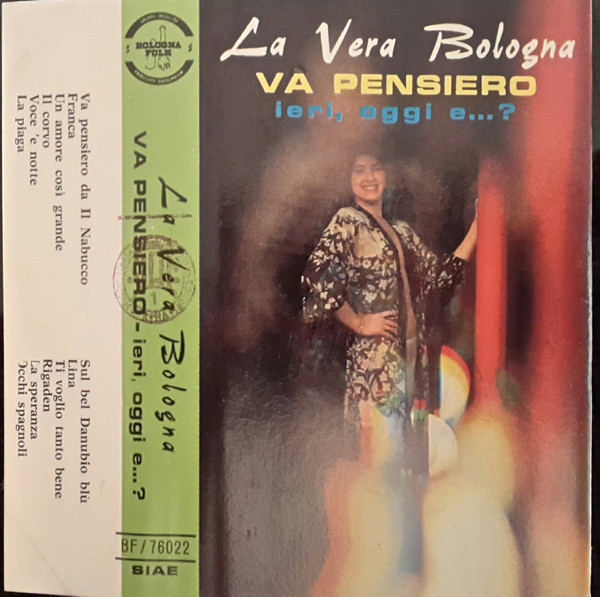 La Vera Bologna
VA PENSIERO
ieri, oggi e...?
BOLOGNA
FOLK
La Vera Bologna
VA PENSIERO - ieri, oggi e...?
BF/76022
SIAE
Va pensiero da Il Nabucco
Franca
Un amore così grande
Il corvo
Voce 'e notte
La piaga
Sul bel Danubio blù
Lina
Ti voglio tanto bene
Rigaden
La speranza
Occhi spagnoli